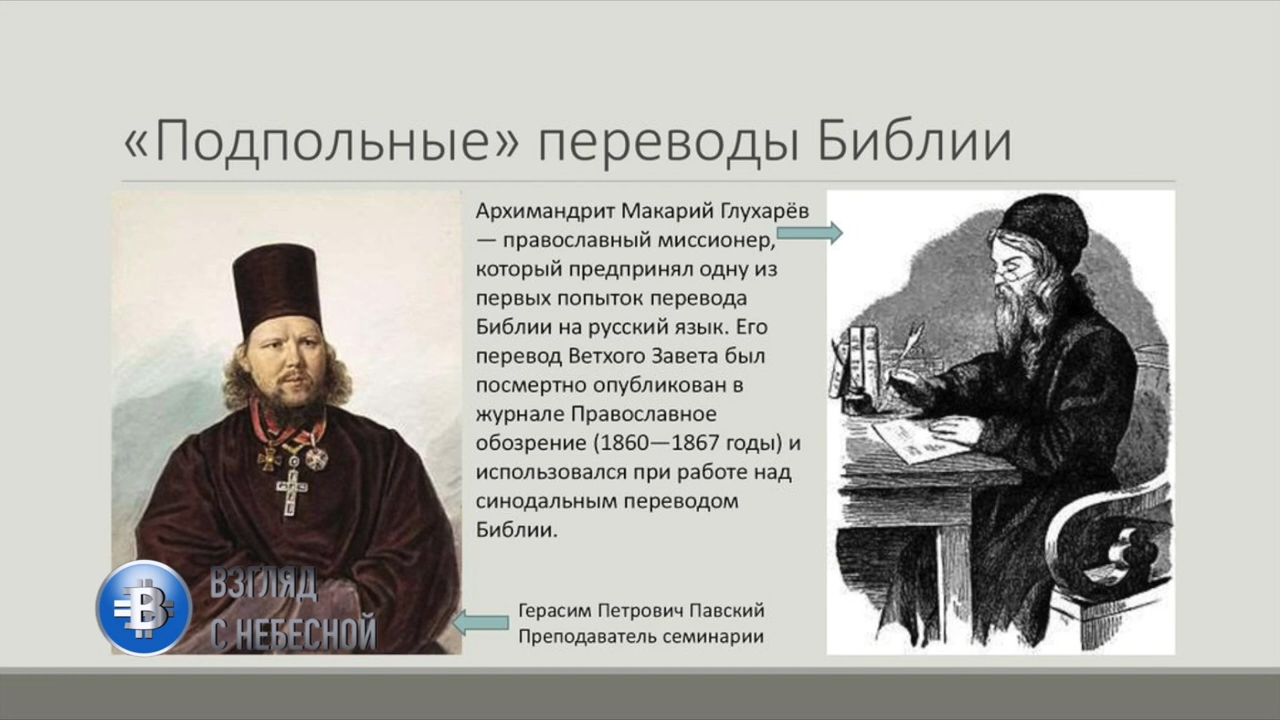 «Подпольные» переводы Библии
Архимандрит Макарий Глухарёв
— православный миссионер,
который предпринял одну из
первых попыток перевода
Библии на русский язык. Его
перевод Ветхого Завета был
посмертно опубликован в
журнале Православное
обозрение (1860—1867 годы) и
использовался при работе над
синодальным переводом
Библии.
Герасим Петрович Павский
Преподаватель семинарии
ВЗГЛЯД
С НЕБЕСНОЙ